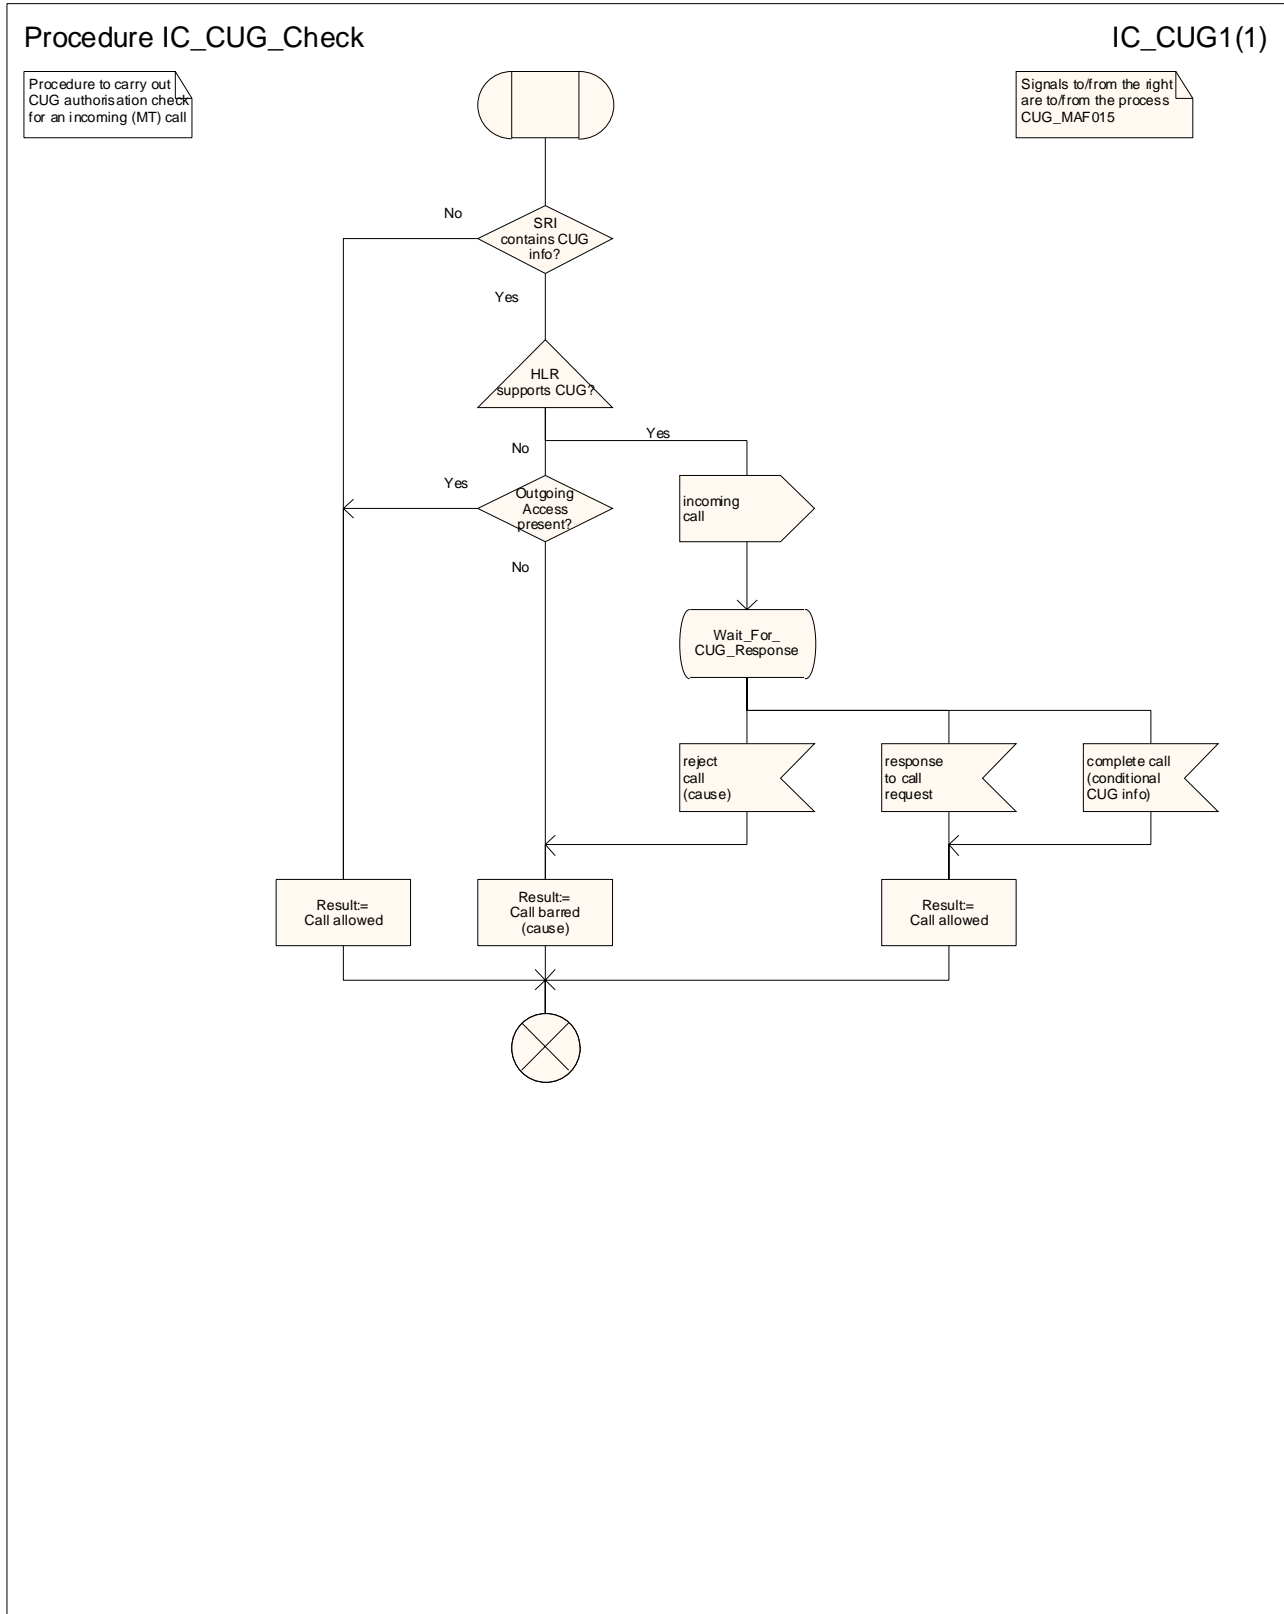 Procedure IC_CUG_Check
IC_CUG1(1)
Procedure to carry out
CUG authorisation check
for an incoming (MT) call
Signals to/from the right
are to/from the process
CUG_MAF015
No
SRI
contains CUG
info?
Yes
HLR
supports CUG?
Yes
No
Yes
Outgoing
Access
present?
incoming
call
No
Wait_For_
CUG_Response
reject
call
(cause)
response
to call
request
complete call
(conditional
CUG info)
Result:=
Call allowed
Result:=
Call barred
(cause)
Result:=
Call allowed